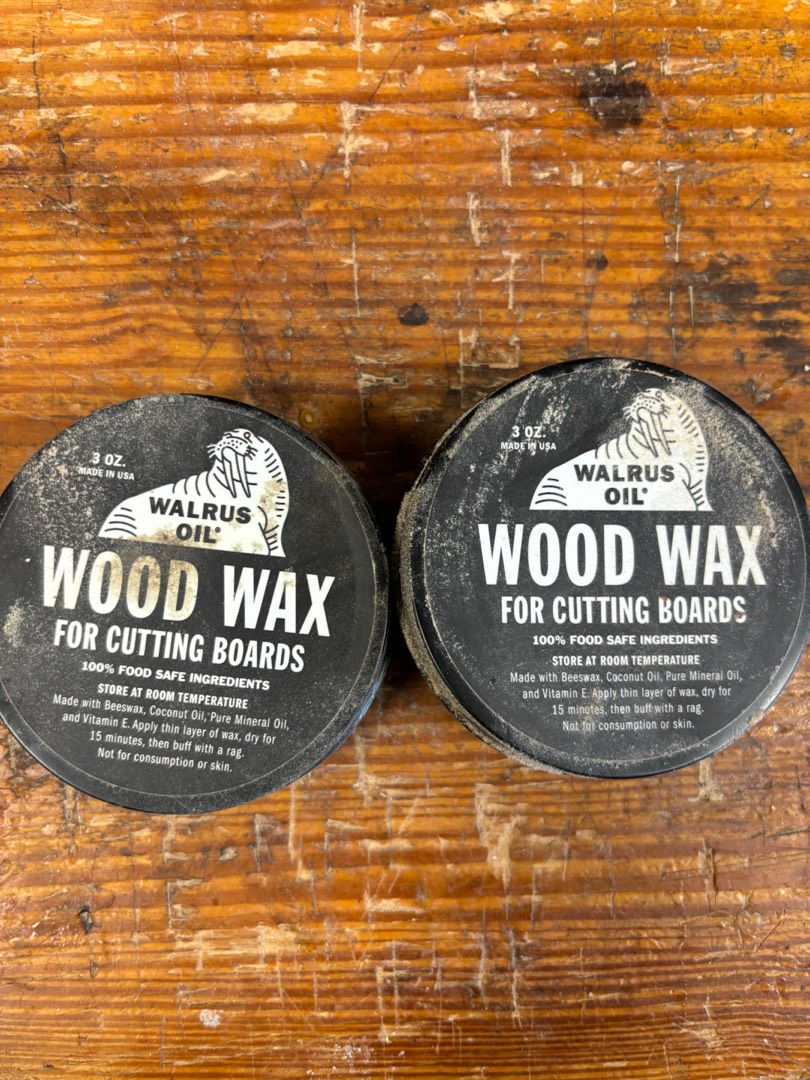 3 OZ.
MADE IN USA
WALRUS
OIL®
WOOD WAX
FOR CUTTING BOARDS
100% FOOD SAFE INGREDIENTS
STORE AT ROOM TEMPERATURE
Made with Beeswax, Coconut Oil, Pure Mineral Oil,
and Vitamin E. Apply thin layer of wax, dry for
15 minutes, then buff with a rag.
Not for consumption or skin.
3 OZ.
MADE IN USA
WALRUS
OIL®
WOOD WAX
FOR CUTTING BOARDS
100% FOOD SAFE INGREDIENTS
STORE AT ROOM TEMPERATURE
Made with Beeswax, Coconut Oil, Pure Mineral Oil,
and Vitamin E. Apply thin layer of wax, dry for
15 minutes, then buff with a rag.
Not for consumption or skin.